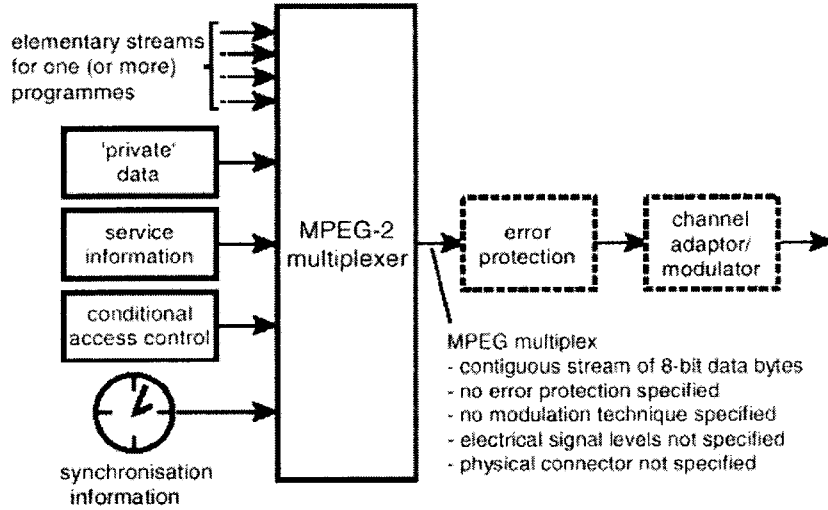 elementary streams
for one (or more)
programmes
'private'
data
service
information
conditional
access control
synchronisation
information
MPEG-2
multiplexer
error
protection
channel
adaptor/
modulator
MPEG multiplex
- contiguous stream of 8-bit data bytes
- no error protection specified
- no modulation technique specified
- electrical signal levels not specified
- physical connector not specified